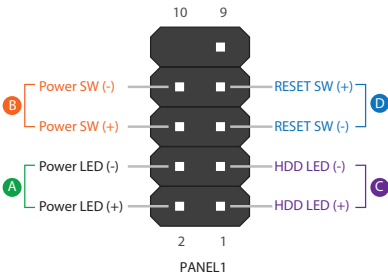 10 9
Power SW (-) RESET SW (+)
B D
Power SW (+) RESET SW (-)
Power LED (-) HDD LED (-)
A C
Power LED (+) HDD LED (+)
2 1
PANEL1